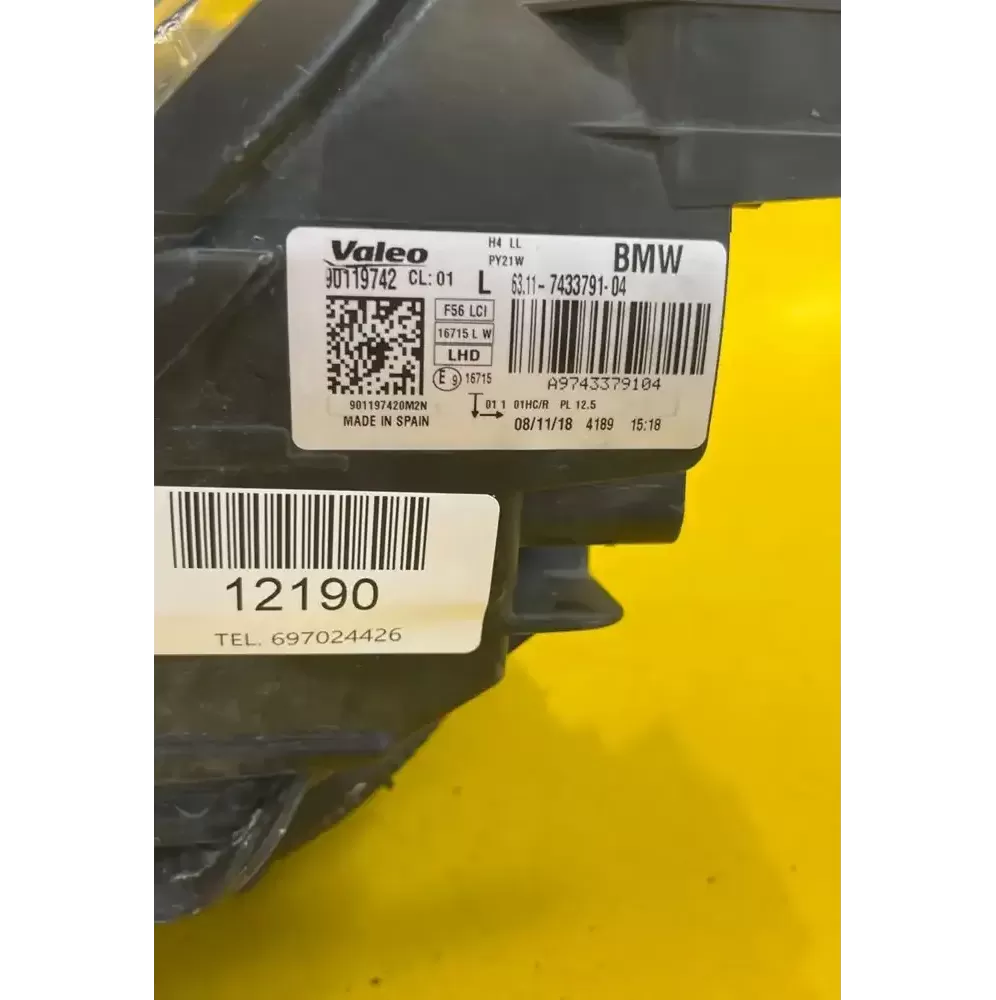 Valeo
H4 LL
PY21W
BMW
90119742 CL:01 L 63.11-7433791-04
F56 LCI
16715 L W
LHD
E 9 16715
A9743379104
901197420M2N
01 1 01HC/R PL 12.5
MADE IN SPAIN
08/11/18 4189 15:18
12190
TEL. 697024426